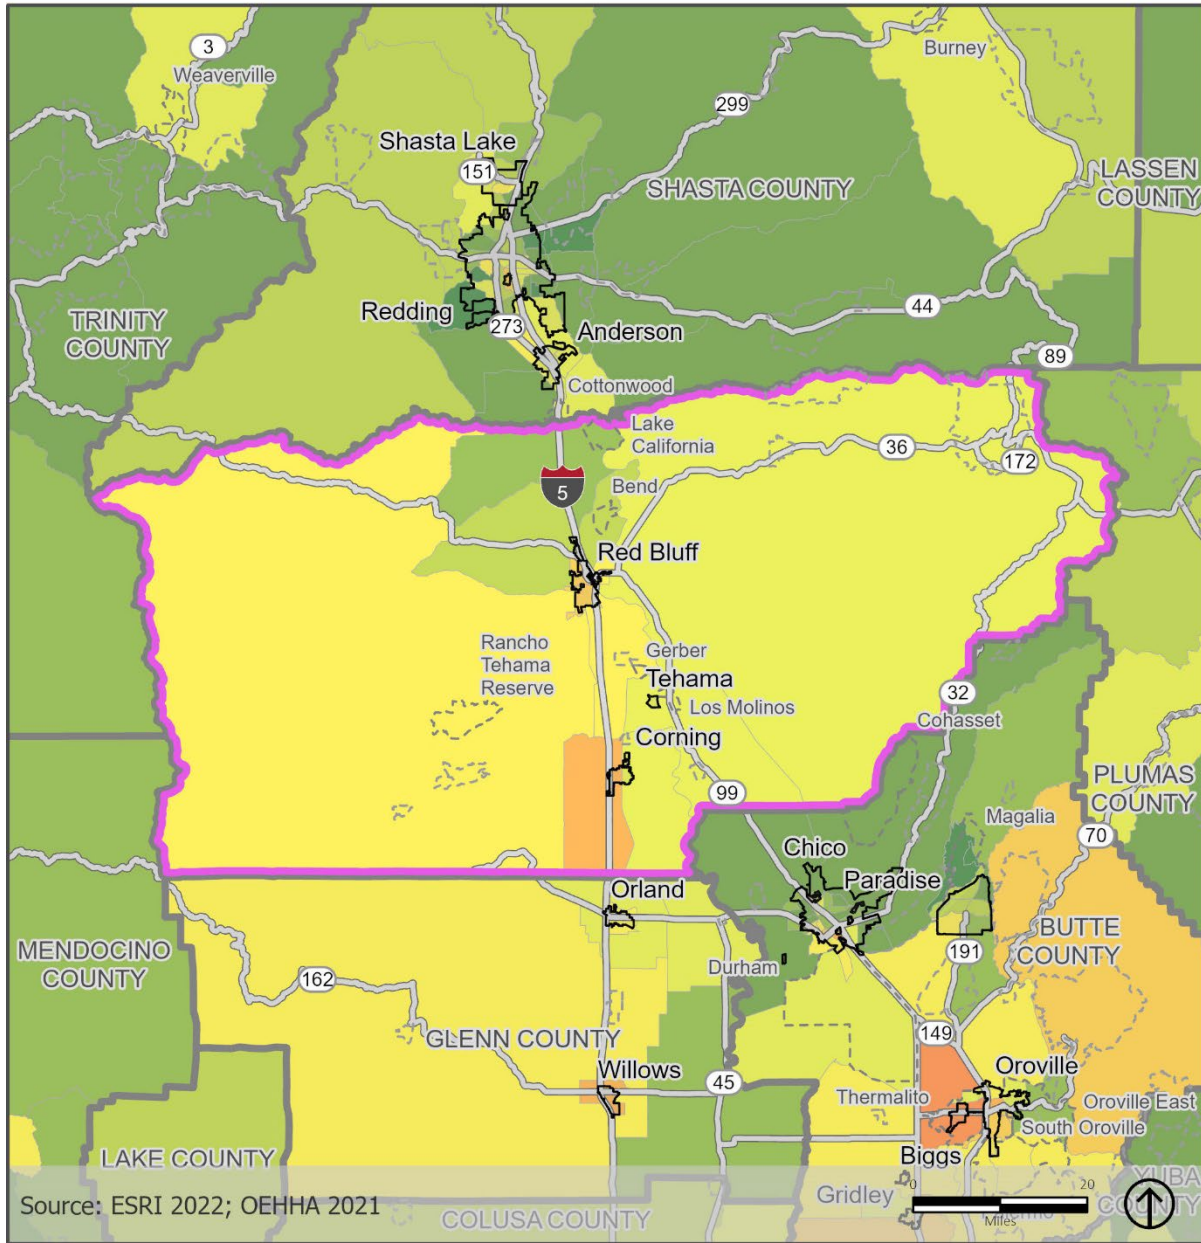 3
Weaverville
Burney
299
Shasta Lake
151
SHASTA COUNTY
LASSEN
COUNTY
TRINITY
COUNTY
Redding
273
Anderson
44
89
Cottonwood
Lake
California
36
172
Bend
5
Red Bluff
Rancho
Tehama
Reserve
Gerber
Tehama
Los Molinos
32
Cohasset
Corning
99
PLUMAS
COUNTY
70
Magalia
Chico
Paradise
Orland
MENDOCINO
COUNTY
162
Durham
191
BUTTE
COUNTY
GLENN COUNTY
149
Willows
45
Oroville
Thermalito
Oroville East
South Oroville
Biggs
LAKE COUNTY
YUBA
COUNTY
Source: ESRI 2022; OEHHA 2021
COLUSA COUNTY
Gridley
0
20
Miles